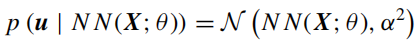 p (u | NN(X; θ)) = N (NN(X; θ), α²)